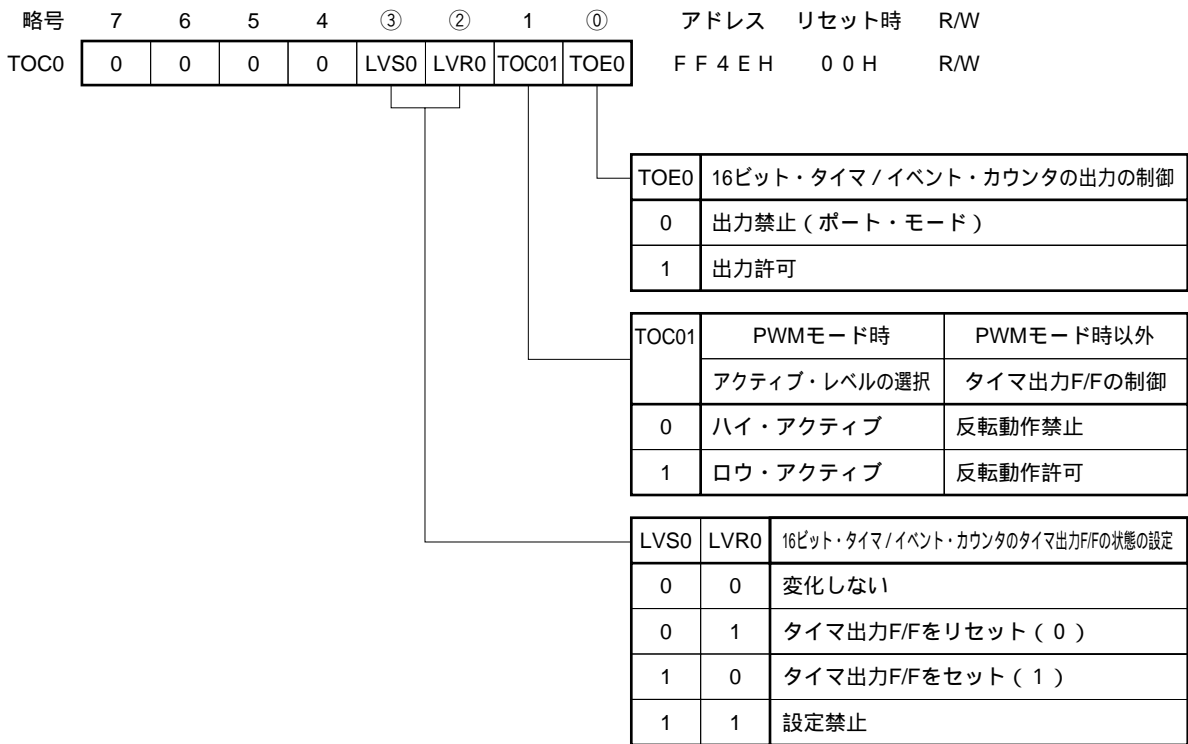 略号 7 6 5 4 ③ ② 1 ⓪ アドレス リセット時 R/W
TOC0 0 0 0 0 LVS0 LVR0 TOC01 TOE0 FF4EH 00H R/W
TOE0 16ビット・タイマ/イベント・カウンタの出力の制御
0 出力禁止(ポート・モード)
1 出力許可
TOC01 PWMモード時 PWMモード時以外
アクティブ・レベルの選択 タイマ出力F/Fの制御
0 ハイ・アクティブ 反転動作禁止
1 ロウ・アクティブ 反転動作許可
LVS0 LVR0 16ビット・タイマ/イベント・カウンタのタイマ出力F/Fの状態の設定
0 0 変化しない
0 1 タイマ出力F/Fをリセット(0)
1 0 タイマ出力F/Fをセット(1)
1 1 設定禁止